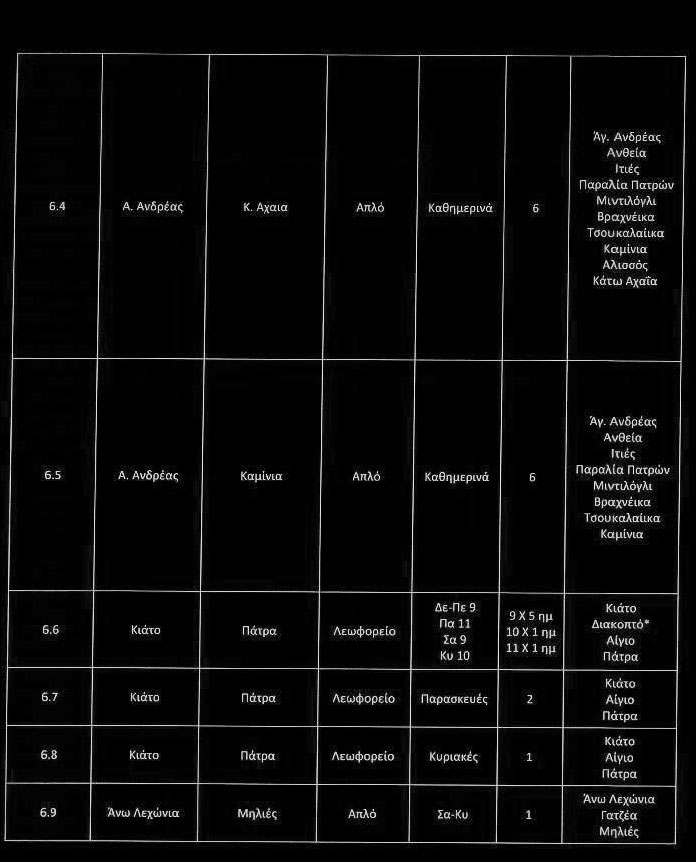 6.4 Α. Ανδρέας Κ. Αχαια Απλό Καθημερινά 6
Άγ. Ανδρέας
Ανθεία
Ιτιές
Παραλία Πατρών
Μιντιλόγλι
Βραχνέικα
Τσουκαλαίικα
Καμίνια
Αλισσός
Κάτω Αχαΐα
6.5 Α. Ανδρέας Καμίνια Απλό Καθημερινά 6
Άγ. Ανδρέας
Ανθεία
Ιτιές
Παραλία Πατρών
Μιντιλόγλι
Βραχνέικα
Τσουκαλαίικα
Καμίνια
6.6 Κιάτο Πάτρα Λεωφορείο
Δε-Πε 9
Πα 11
Σα 9
Κυ 10
9 Χ 5 ημ
10 Χ 1 ημ
11 Χ 1 ημ
Κιάτο
Διακοπτό*
Αίγιο
Πάτρα
6.7 Κιάτο Πάτρα Λεωφορείο Παρασκευές 2
Κιάτο
Αίγιο
Πάτρα
6.8 Κιάτο Πάτρα Λεωφορείο Κυριακές 1
Κιάτο
Αίγιο
Πάτρα
6.9 Άνω Λεχώνια Μηλιές Απλό Σα-Κυ 1
Άνω Λεχώνια
Γατζέα
Μηλιές